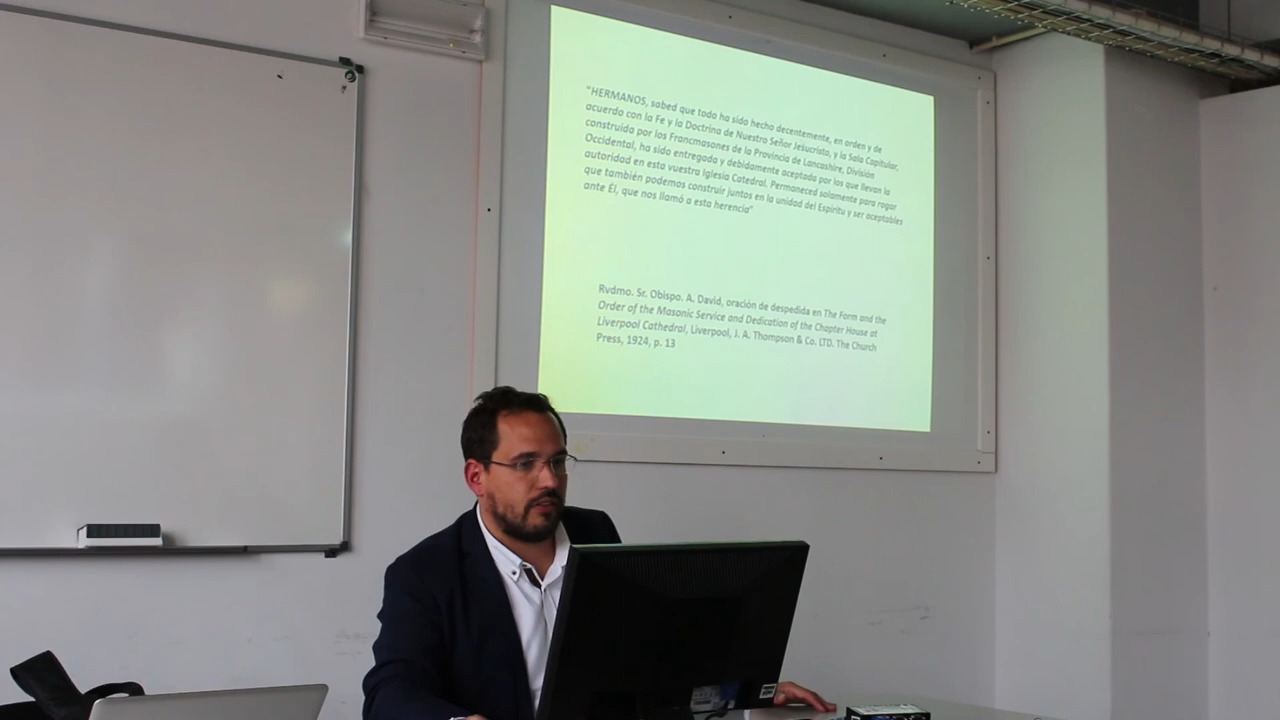 "HERMANOS, sabed que todo ha sido hecho decentemente, en orden y de
acuerdo con la Fe y la Doctrina de Nuestro Señor Jesucristo, y la Sala Capitular,
construida por los Francmasones de la Provincia de Lancashire, División
Occidental, ha sido entregada y debidamente aceptada por los que llevan la
autoridad en esta vuestra Iglesia Catedral. Permaneced solamente para rogar
que también podemos construir juntos en la unidad del Espíritu y ser aceptables
ante Él, que nos llamó a esta herencia"
Rvdmo. Sr. Obispo. A. David, oración de despedida en The Form and the
Order of the Masonic Service and Dedication of the Chapter House at
Liverpool Cathedral, Liverpool, J. A. Thompson & Co. LTD. The Church
Press, 1924, p. 13